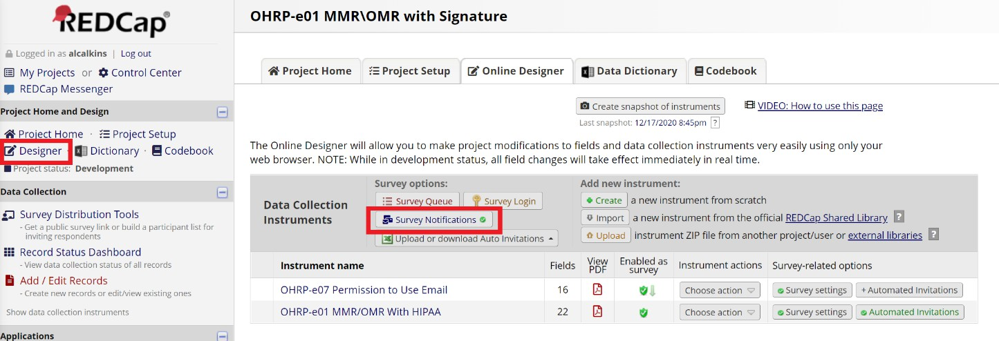 REDCap®
Logged in as alcalkins | Log out
My Projects or Control Center
REDCap Messenger
Project Home and Design
Project Home · Project Setup
Designer · Dictionary · Codebook
Project status: Development
Data Collection
Survey Distribution Tools
- Get a public survey link or build a participant list for
inviting respondents
Record Status Dashboard
- View data collection status of all records
Add / Edit Records
- Create new records or edit/view existing ones
Show data collection instruments
Applications
OHRP-e01 MMR\OMR with Signature
Project Home Project Setup Online Designer Data Dictionary Codebook
Create snapshot of instruments VIDEO: How to use this page
Last snapshot: 12/17/2020 8:45pm ?
The Online Designer will allow you to make project modifications to fields and data collection instruments very easily using only your
web browser. NOTE: While in development status, all field changes will take effect immediately in real time.
Data Collection
Instruments
Survey options:
Survey Queue Survey Login
Survey Notifications
Upload or download Auto Invitations
Add new instrument:
Create a new instrument from scratch
Import a new instrument from the official REDCap Shared Library ?
Upload instrument ZIP file from another project/user or external libraries ?
Instrument name Fields View PDF Enabled as survey Instrument actions Survey-related options
OHRP-e07 Permission to Use Email 16 Choose action Survey settings + Automated Invitations
OHRP-e01 MMR/OMR With HIPAA 22 Choose action Survey settings Automated Invitations